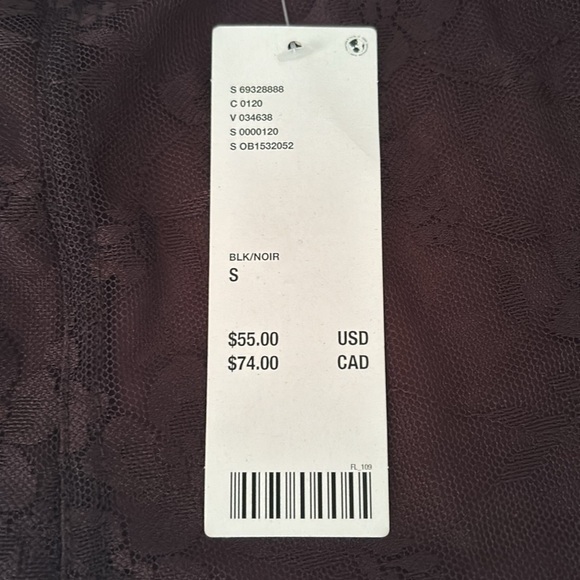 S 69328888
C 0120
V 034638
S 0000120
S OB1532052
BLK/NOIR
S
$55.00 USD
$74.00 CAD
FL_109